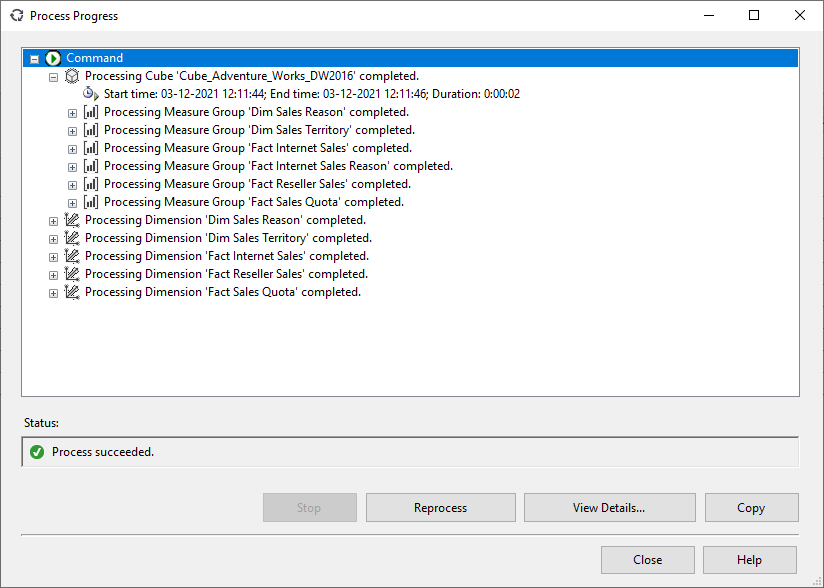 Process Progress
Command
Processing Cube 'Cube_Adventure_Works_DW2016' completed.
Start time: 03-12-2021 12:11:44; End time: 03-12-2021 12:11:46; Duration: 0:00:02
Processing Measure Group 'Dim Sales Reason' completed.
Processing Measure Group 'Dim Sales Territory' completed.
Processing Measure Group 'Fact Internet Sales' completed.
Processing Measure Group 'Fact Internet Sales Reason' completed.
Processing Measure Group 'Fact Reseller Sales' completed.
Processing Measure Group 'Fact Sales Quota' completed.
Processing Dimension 'Dim Sales Reason' completed.
Processing Dimension 'Dim Sales Territory' completed.
Processing Dimension 'Fact Internet Sales' completed.
Processing Dimension 'Fact Reseller Sales' completed.
Processing Dimension 'Fact Sales Quota' completed.
Status:
Process succeeded.
Stop Reprocess View Details... Copy
Close Help